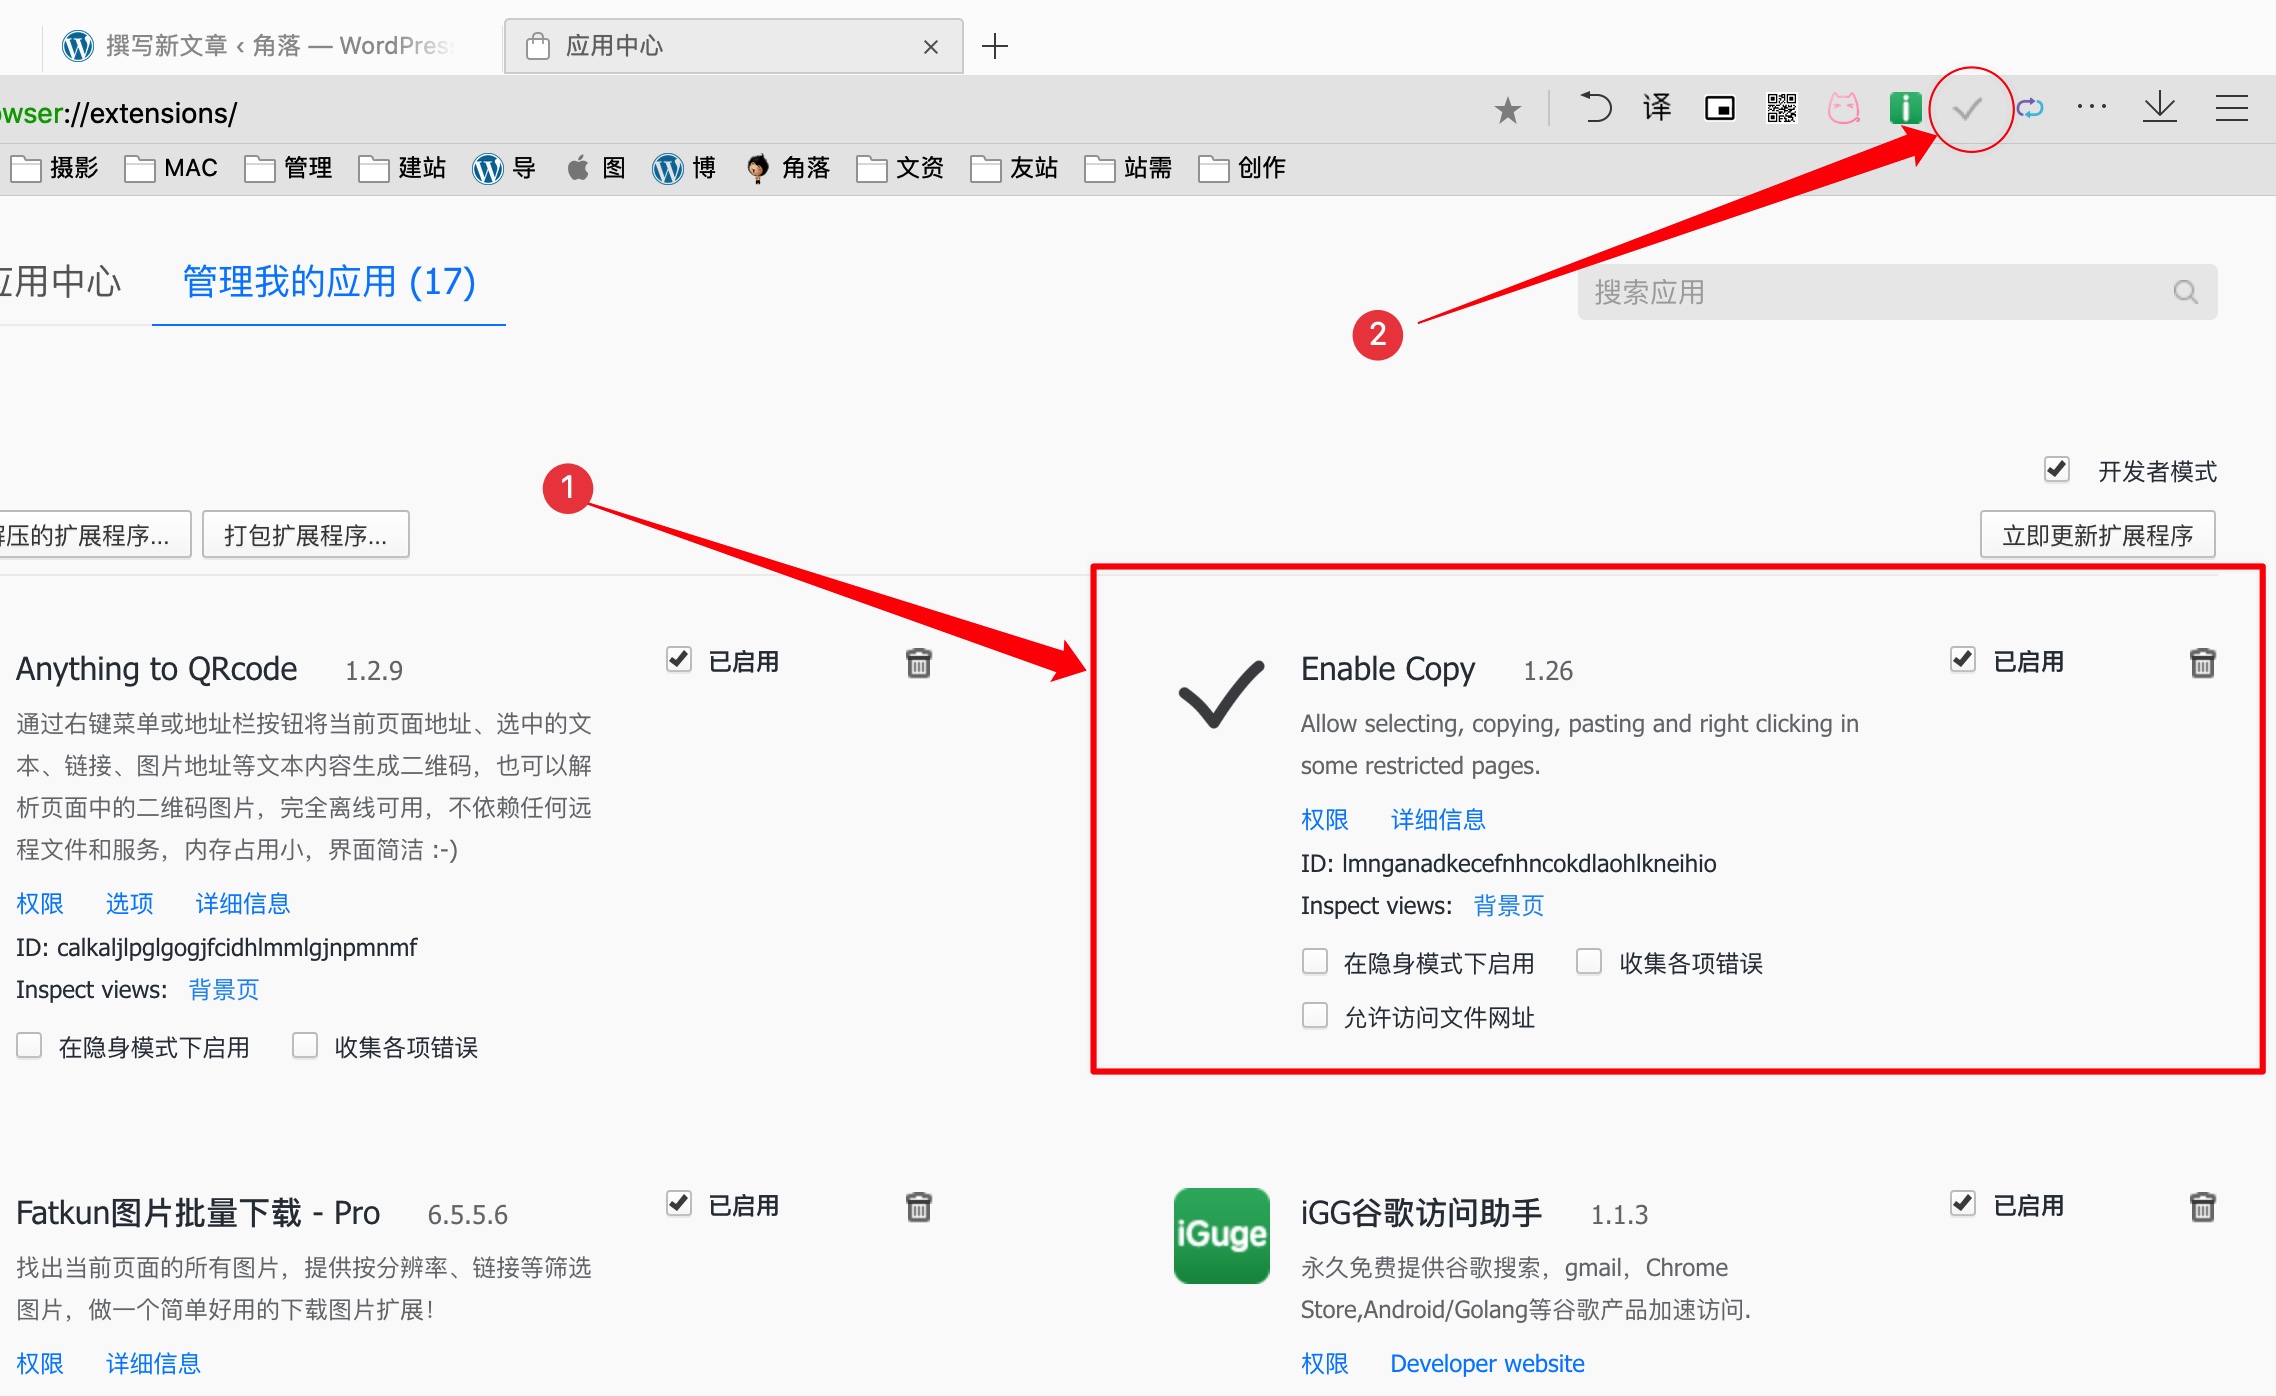 撰写新文章 ‹ 角落 — WordPres
应用中心
wser://extensions/
译
摄影 MAC 管理 建站 导 图 博 角落 文资 友站 站需 创作
应用中心 管理我的应用 (17)
搜索应用
2
1
开发者模式
解压的扩展程序... 打包扩展程序... 立即更新扩展程序
Anything to QRcode 1.2.9 已启用
通过右键菜单或地址栏按钮将当前页面地址、选中的文
本、链接、图片地址等文本内容生成二维码，也可以解
析页面中的二维码图片，完全离线可用，不依赖任何远
程文件和服务，内存占用小，界面简洁 :-)
权限 选项 详细信息
ID: calkaljlpglgogjfcidhlmmlgjnpmnmf
Inspect views: 背景页
在隐身模式下启用 收集各项错误
Enable Copy 1.26 已启用
Allow selecting, copying, pasting and right clicking in
some restricted pages.
权限 详细信息
ID: lmnganadkecefnhncokdlaohlkneihio
Inspect views: 背景页
在隐身模式下启用 收集各项错误
允许访问文件网址
Fatkun图片批量下载 - Pro 6.5.5.6 已启用
找出当前页面的所有图片，提供按分辨率、链接等筛选
图片，做一个简单好用的下载图片扩展！
权限 详细信息
iGuge
iGG谷歌访问助手 1.1.3 已启用
永久免费提供谷歌搜索，gmail，Chrome
Store,Android/Golang等谷歌产品加速访问.
权限 Developer website